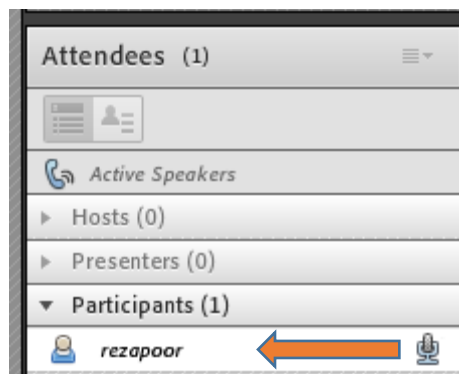 Attendees (1)
Active Speakers
Hosts (0)
Presenters (0)
Participants (1)
rezapoor